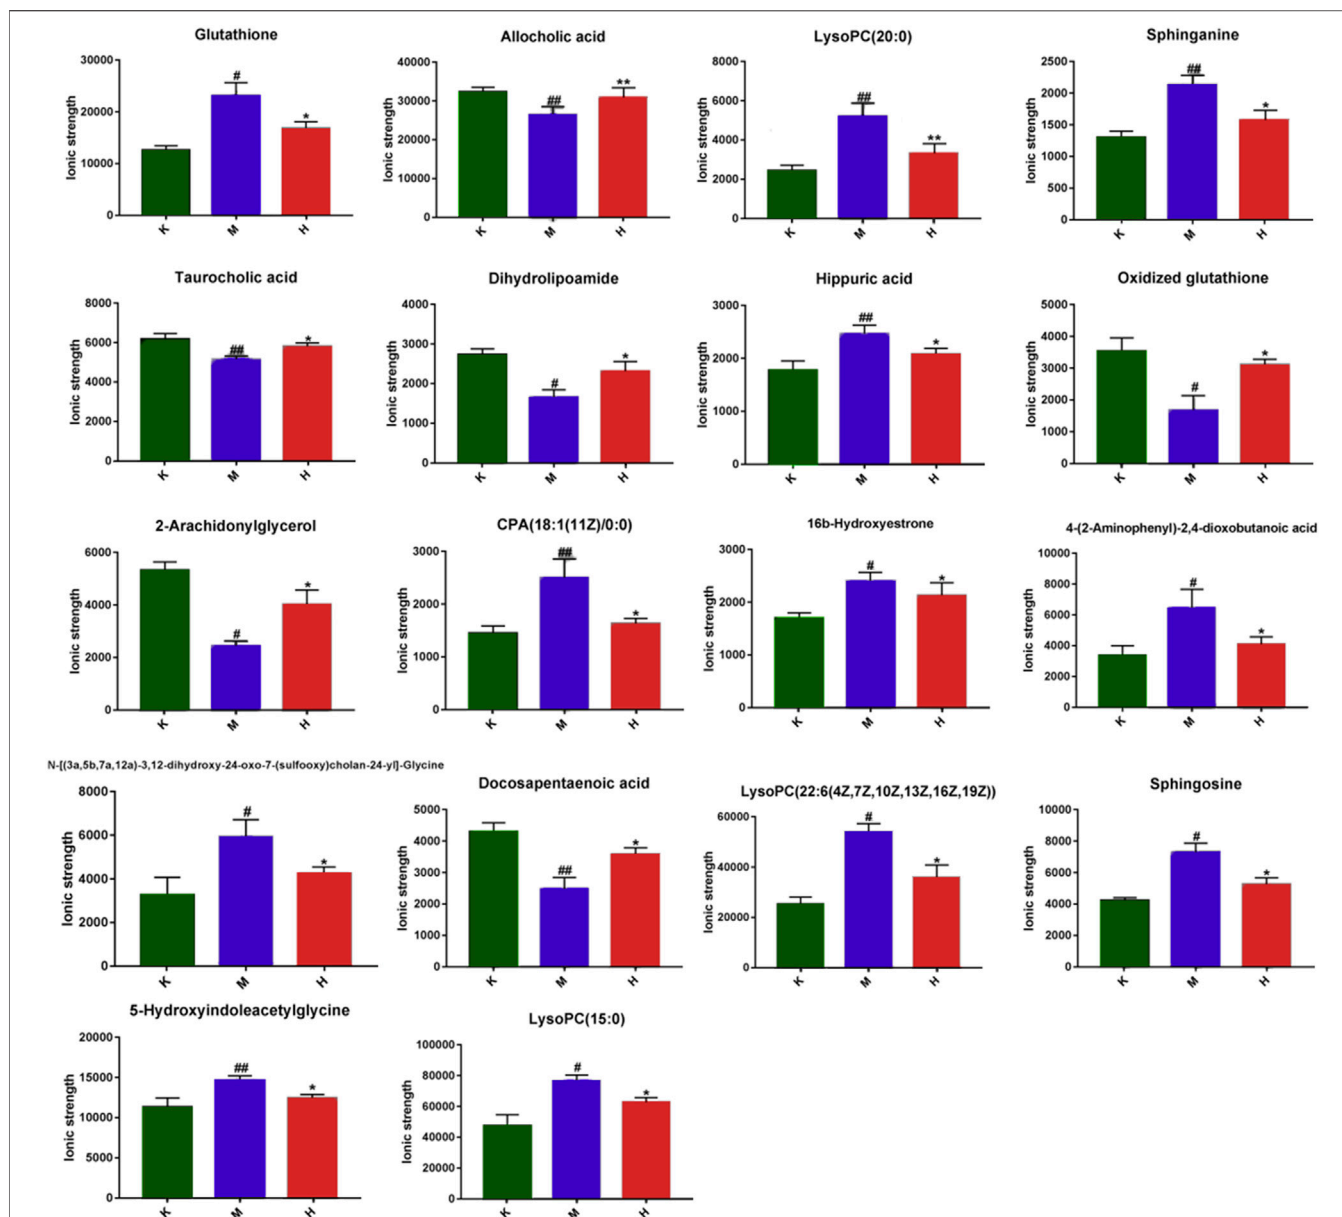 Glutathione
Ionic strength
30000
20000
10000
0
#
*
K
M
H
Allocholic acid
Ionic strength
40000
30000
20000
10000
0
##
**
K
M
H
LysoPC(20:0)
Ionic strength
8000
6000
4000
2000
0
##
**
K
M
H
Sphinganine
Ionic strength
2500
2000
1500
1000
500
0
##
*
K
M
H
Taurocholic acid
Ionic strength
8000
6000
4000
2000
0
##
*
K
M
H
Dihydrolipoamide
Ionic strength
4000
3000
2000
1000
0
#
*
K
M
H
Hippuric acid
Ionic strength
3000
2000
1000
0
##
*
K
M
H
Oxidized glutathione
Ionic strength
5000
4000
3000
2000
1000
0
#
*
K
M
H
2-Arachidonylglycerol
Ionic strength
6000
4000
2000
0
#
*
K
M
H
CPA(18:1(11Z)/0:0)
Ionic strength
3000
2000
1000
0
##
*
K
M
H
16b-Hydroxyestrone
Ionic strength
3000
2000
1000
0
#
*
K
M
H
4-(2-Aminophenyl)-2,4-dioxobutanoic acid
Ionic strength
10000
8000
6000
4000
2000
0
#
*
K
M
H
N-[(3a,5b,7a,12a)-3,12-dihydroxy-24-oxo-7-(sulfooxy)cholan-24-yl]-Glycine
Ionic strength
8000
6000
4000
2000
0
#
*
K
M
H
Docosapentaenoic acid
Ionic strength
5000
4000
3000
2000
1000
0
##
*
K
M
H
LysoPC(22:6(4Z,7Z,10Z,13Z,16Z,19Z))
Ionic strength
60000
40000
20000
0
#
*
K
M
H
Sphingosine
Ionic strength
10000
8000
6000
4000
2000
0
#
*
K
M
H
5-Hydroxyindoleacetylglycine
Ionic strength
20000
15000
10000
5000
0
##
*
K
M
H
LysoPC(15:0)
Ionic strength
100000
80000
60000
40000
20000
0
#
*
K
M
H